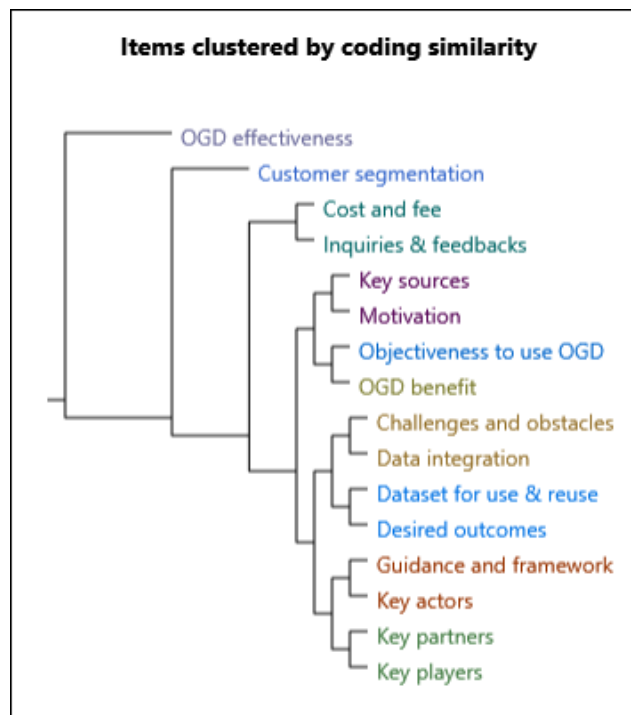 Items clustered by coding similarity
OGD effectiveness
Customer segmentation
Cost and fee
Inquiries & feedbacks
Key sources
Motivation
Objectiveness to use OGD
OGD benefit
Challenges and obstacles
Data integration
Dataset for use & reuse
Desired outcomes
Guidance and framework
Key actors
Key partners
Key players